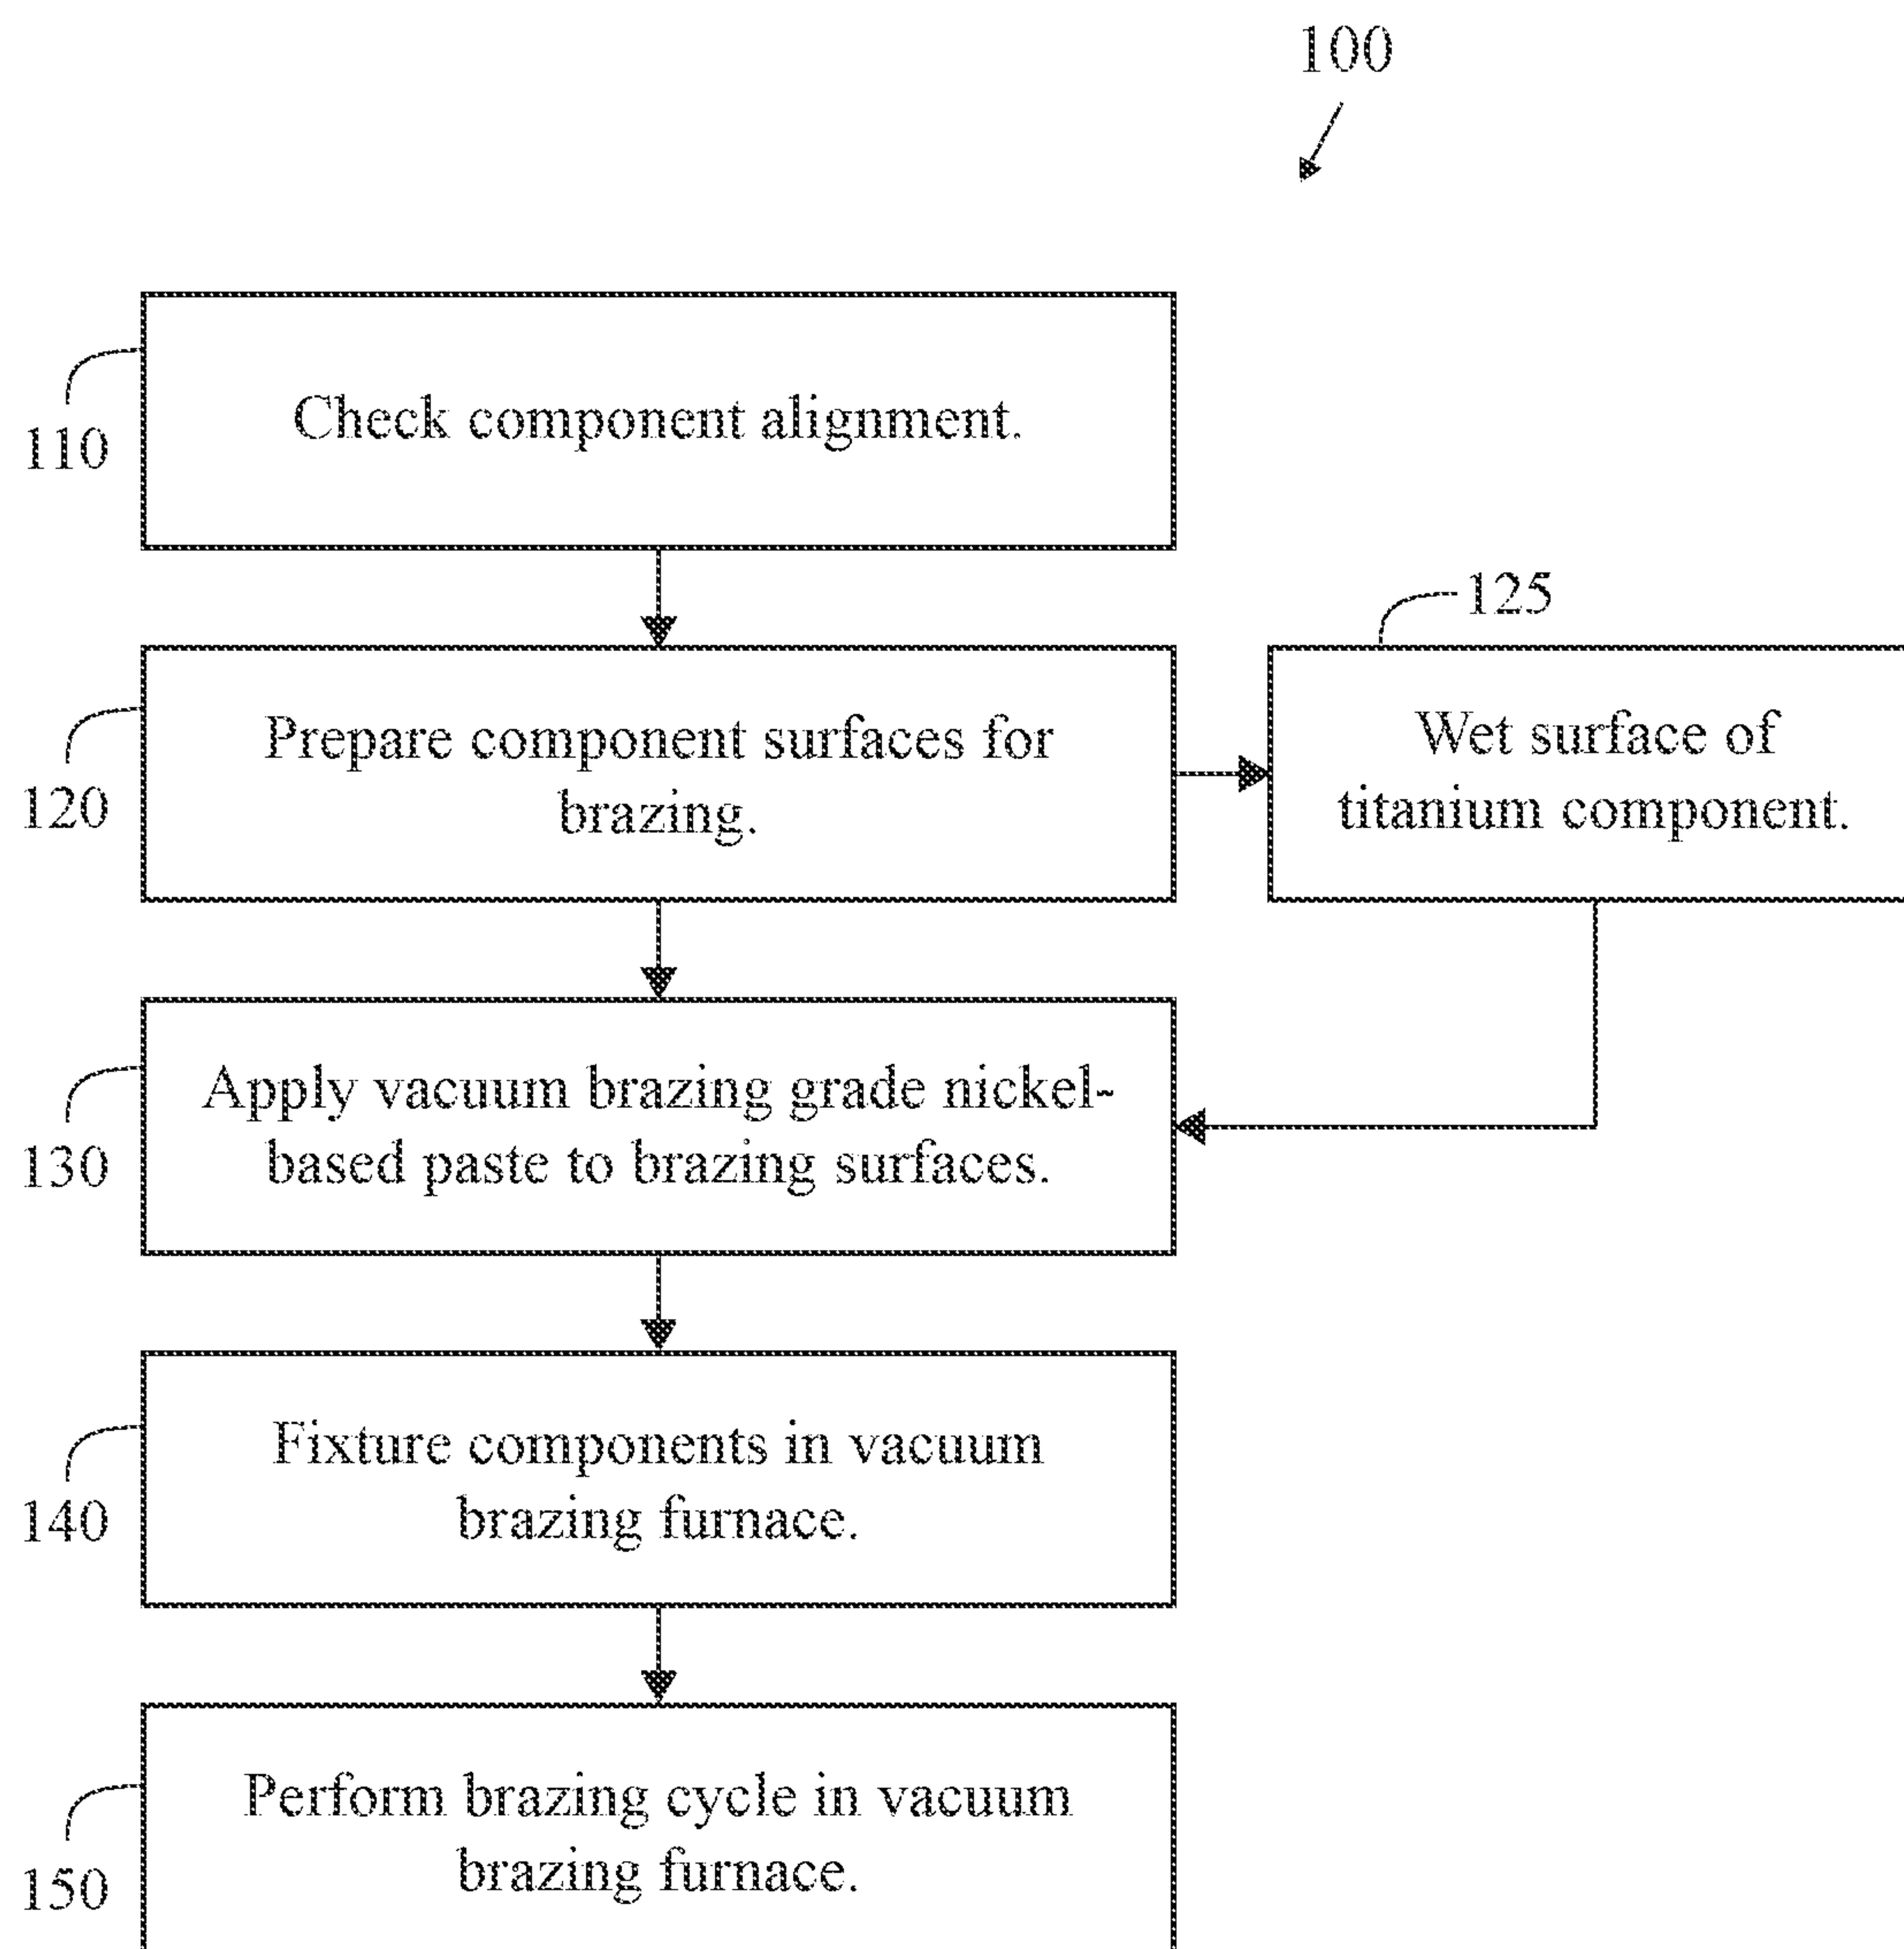 100
Check component alignment.
110
125
Prepare component surfaces for
brazing.
120
Wet surface of
titanium component.
Apply vacuum brazing grade nickel-
based paste to brazing surfaces.
130
Fixture components in vacuum
brazing furnace.
140
Perform brazing cycle in vacuum
brazing furnace.
150